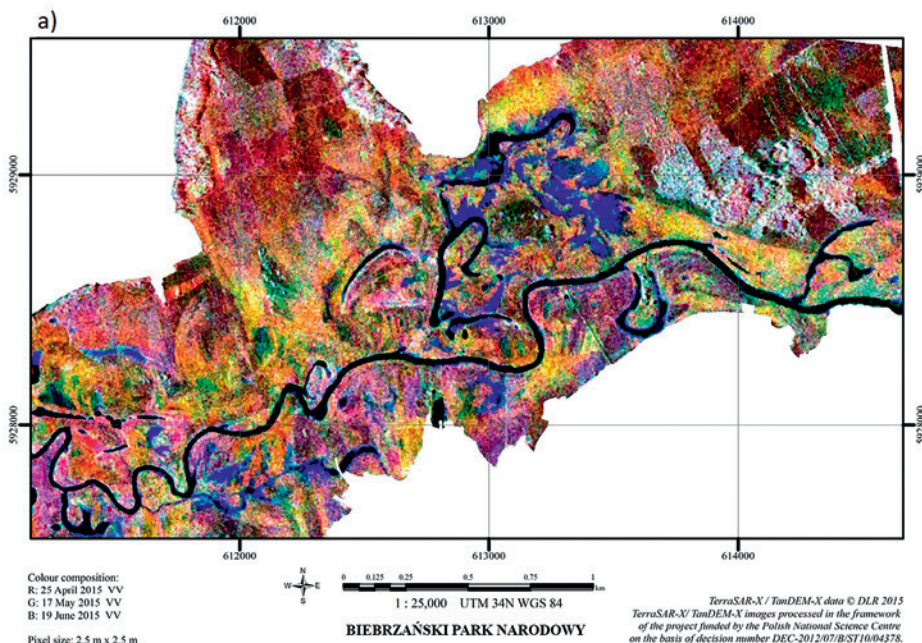 a)
612000 613000 614000
5929000 5929000
5928000 5928000
612000 613000 614000
Colour composition:
R: 25 April 2015 VV
G: 17 May 2015 VV
B: 19 June 2015 VV
Pixel size: 2.5 m x 2.5 m
N
W E
S
0 0.125 0.25 0.5 0.75 1
km
1 : 25,000 UTM 34N WGS 84
BIEBRZAŃSKI PARK NARODOWY
TerraSAR-X / TanDEM-X data © DLR 2015
TerraSAR-X/ TanDEM-X images processed in the framework
of the project funded by the Polish National Science Centre
on the basis of decision number DEC-2012/07/B/ST10/04378.